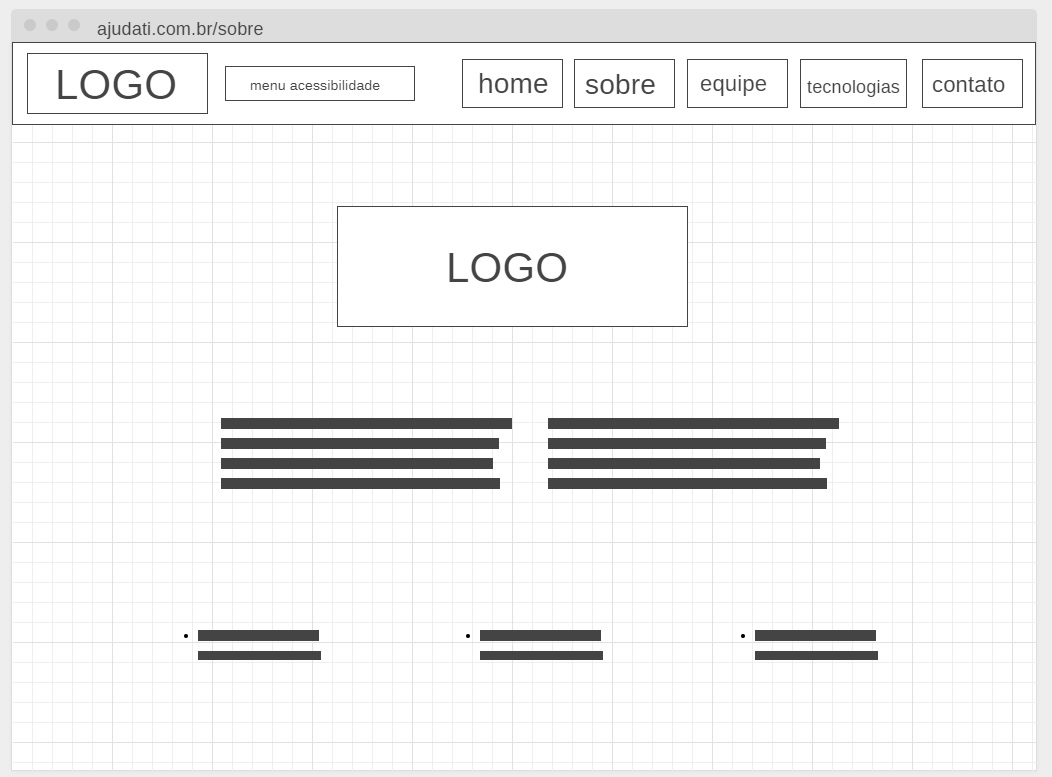 ajudati.com.br/sobre
LOGO
menu acessibilidade
home
sobre
equipe
tecnologias
contato
LOGO